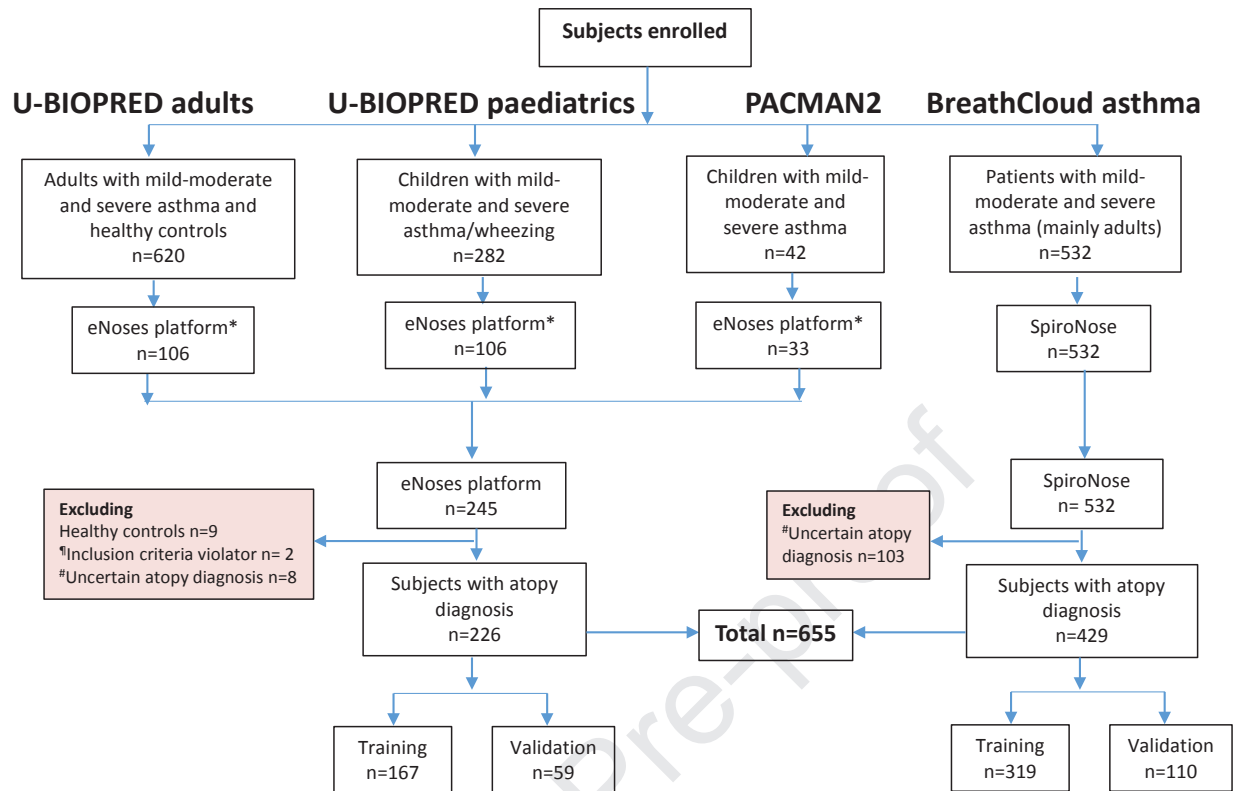 Subjects enrolled
U-BIOPRED adults
U-BIOPRED paediatrics
PACMAN2
BreathCloud asthma
Adults with mild-moderate
and severe asthma and
healthy controls
n=620
Children with mild-
moderate and severe
asthma/wheezing
n=282
Children with mild-
moderate and
severe asthma
n=42
Patients with mild-
moderate and severe
asthma (mainly adults)
n=532
eNoses platform*
n=106
eNoses platform*
n=106
eNoses platform*
n=33
SpiroNose
n=532
eNoses platform
n=245
SpiroNose
n= 532
Excluding
Healthy controls n=9
¶Inclusion criteria violator n= 2
#Uncertain atopy diagnosis n=8
Excluding
#Uncertain atopy
diagnosis n=103
Subjects with atopy
diagnosis
n=226
Total n=655
Subjects with atopy
diagnosis
n=429
Training
n=167
Validation
n=59
Training
n=319
Validation
n=110
Pre-proof